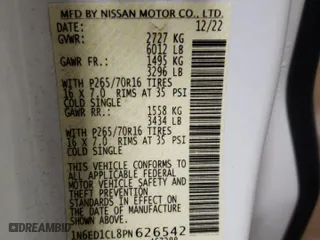 MFD BY NISSAN MOTOR CO., LTD.
DATE: 12/22
GVWR: 2727 KG
6012 LB
GAWR FR: 1495 KG
3296 LB
WITH P265/70R16 TIRES
16 X 7.0 RIMS AT 35 PSI
COLD SINGLE
GAWR RR: 1558 KG
3434 LB
WITH P265/70R16 TIRES
16 X 7.0 RIMS AT 35 PSI
COLD SINGLE
THIS VEHICLE CONFORMS TO
ALL APPLICABLE FEDERAL
MOTOR VEHICLE SAFETY
STANDARDS IN EFFECT ON
THE DATE OF MANUFACTURE
SHOWN ABOVE.
1N6ED1CL8PN626542
DREAMBID